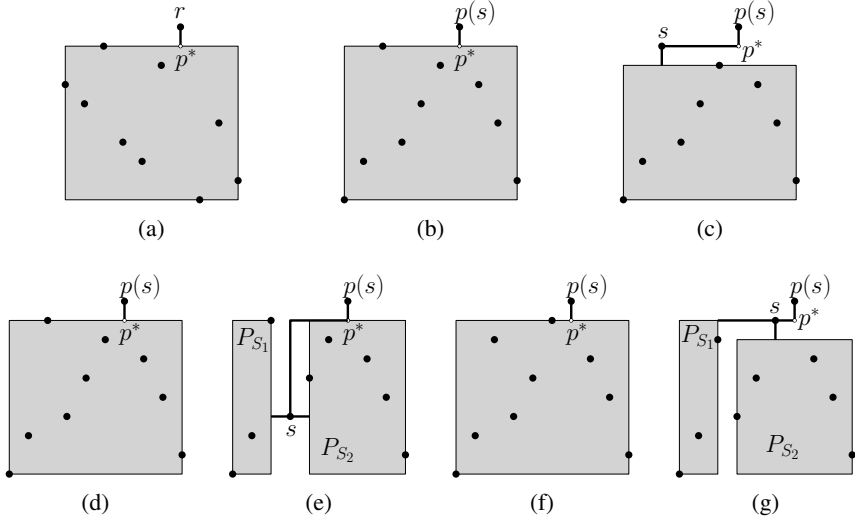 r p(s) p(s)
p* p* s p*
(a) (b) (c)
p(s) p(s) p(s) p(s)
p* P_{S_1} p* p* P_{S_1} s p*
s P_{S_2} P_{S_2}
(d) (e) (f) (g)